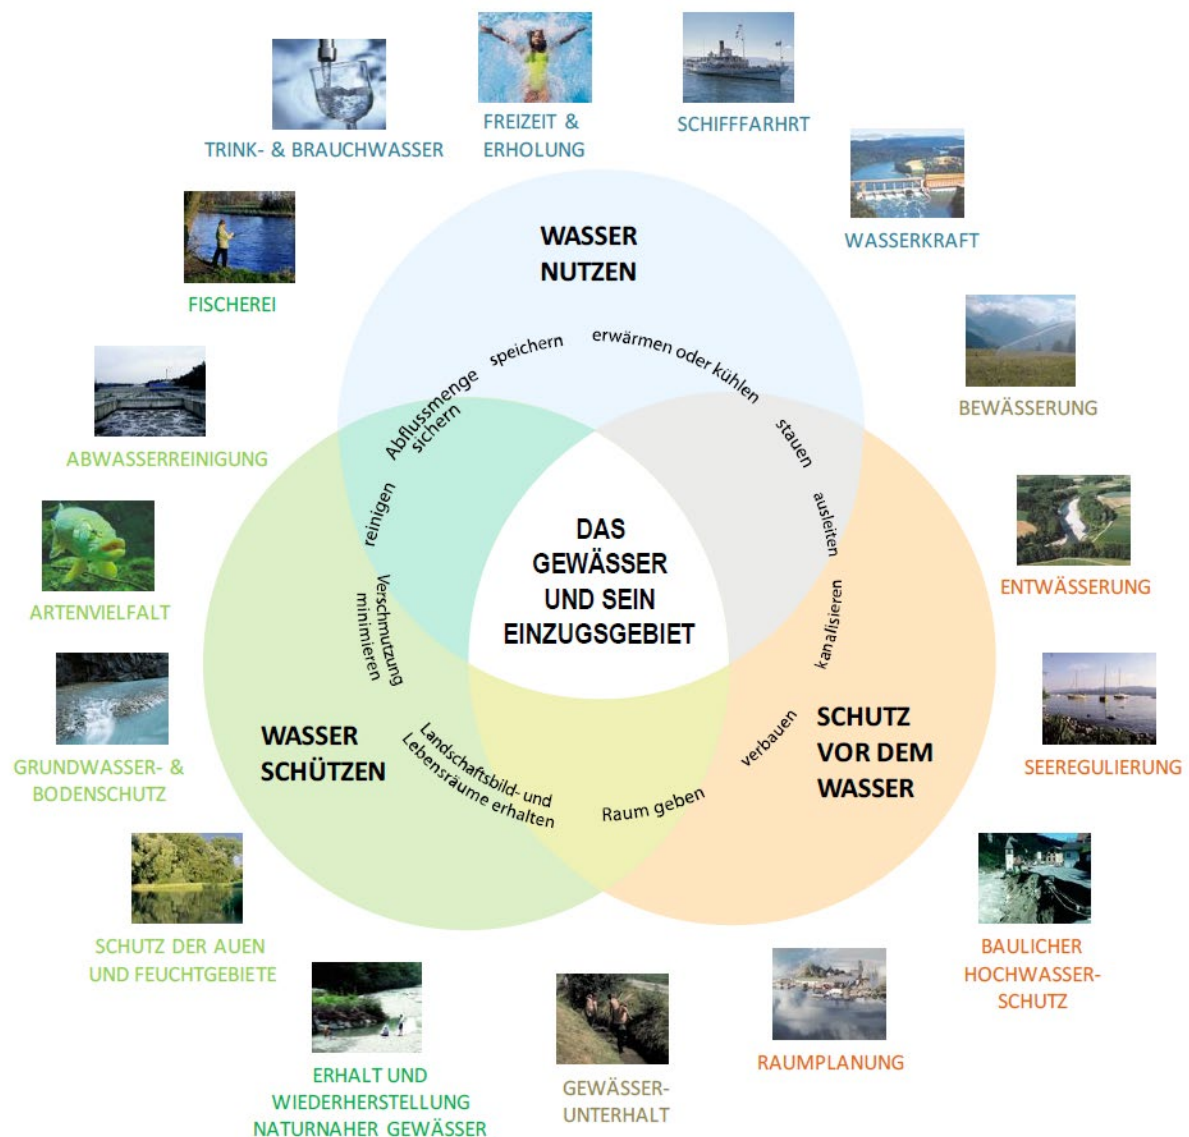 TRINK- & BRAUCHWASSER
FREIZEIT &
ERHOLUNG
SCHIFFFARHRT
WASSERKRAFT
BEWÄSSERUNG
ENTWÄSSERUNG
SEEREGULIERUNG
BAULICHER
HOCHWASSER-
SCHUTZ
RAUMPLANUNG
GEWÄSSER-
UNTERHALT
ERHALT UND
WIEDERHERSTELLUNG
NATURNAHER GEWÄSSER
SCHUTZ DER AUEN
UND FEUCHTGEBIETE
GRUNDWASSER- &
BODENSCHUTZ
ARTENVIELFALT
ABWASSERREINIGUNG
FISCHEREI
WASSER
NUTZEN
speichern
erwärmen oder kühlen
stauen
ausleiten
kanalisieren
verbauen
Raum geben
Landschaftsbild- und
Lebensräume erhalten
Verschmutzung
minimieren
reinigen
Abflussmenge
sichern
DAS
GEWÄSSER
UND SEIN
EINZUGSGEBIET
WASSER
SCHÜTZEN
SCHUTZ
VOR DEM
WASSER